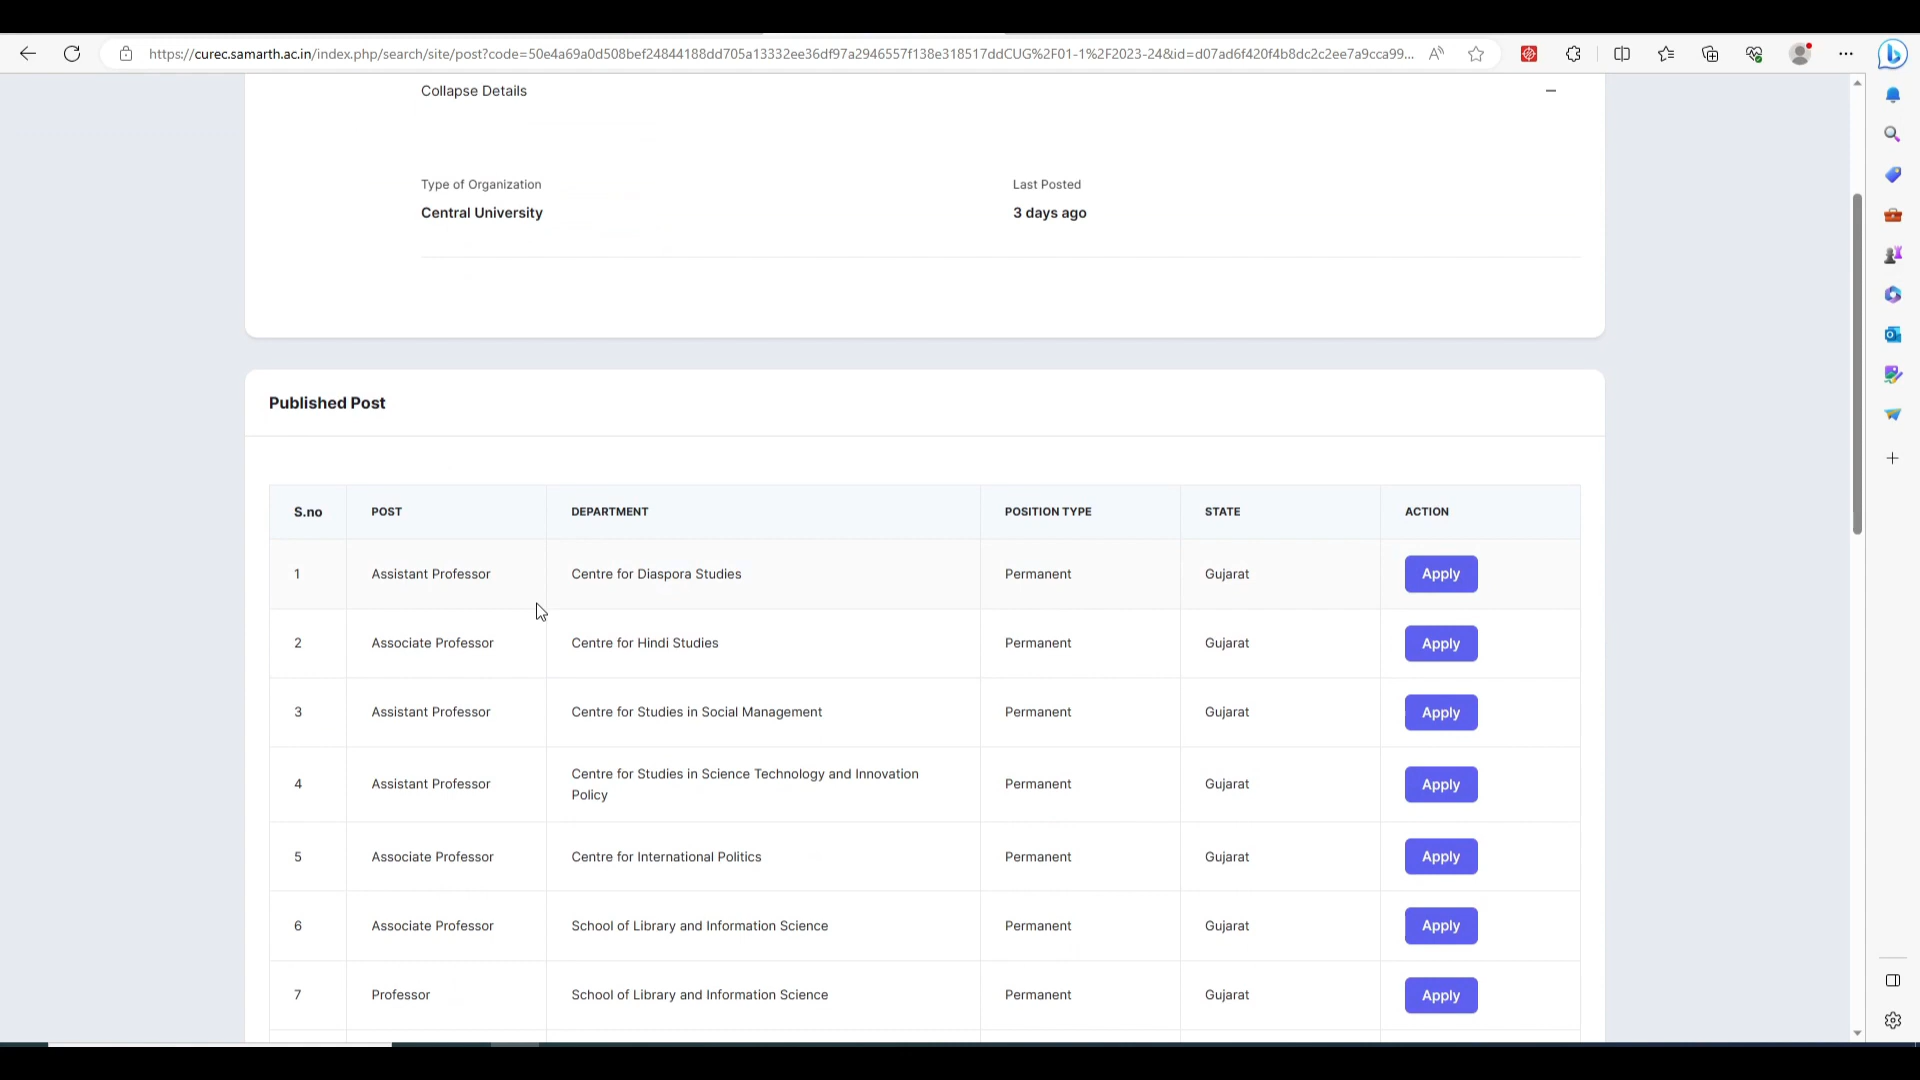 https://curec.samarth.ac.in/index.php/search/site/post?code=50e4a69a0d508bef24844188dd705a13332ee36df97a2946557f138e318517ddCUG%2F01-1%2F2023-24&id=d07ad6f420f4b8dc2c2ee7a9cca99...
Collapse Details
Type of Organization Last Posted
Central University 3 days ago
Published Post
S.no POST DEPARTMENT POSITION TYPE STATE ACTION
1 Assistant Professor Centre for Diaspora Studies Permanent Gujarat Apply
2 Associate Professor Centre for Hindi Studies Permanent Gujarat Apply
3 Assistant Professor Centre for Studies in Social Management Permanent Gujarat Apply
4 Assistant Professor Centre for Studies in Science Technology and Innovation Permanent Gujarat Apply
Policy
5 Associate Professor Centre for International Politics Permanent Gujarat Apply
6 Associate Professor School of Library and Information Science Permanent Gujarat Apply
7 Professor School of Library and Information Science Permanent Gujarat Apply